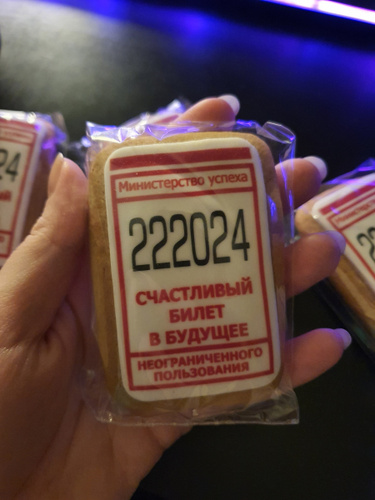 Министерство успеха
222024
СЧАСТЛИВЫЙ
БИЛЕТ
В БУДУЩЕЕ
НЕОГРАНИЧЕННОГО
ПОЛЬЗОВАНИЯ